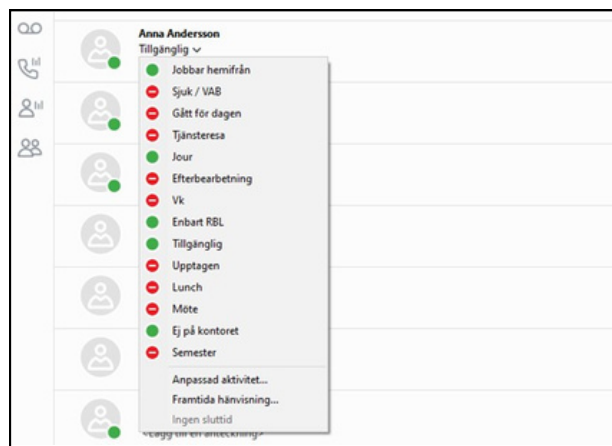 Anna Andersson
Tillgänglig
Jobbar hemifrån
Sjuk / VAB
Gått för dagen
Tjänsteresa
Jour
Efterbearbetning
Vk
Enbart RBL
Tillgänglig
Upptagen
Lunch
Möte
Ej på kontoret
Semester
Anpassad aktivitet...
Framtida hänvisning...
Ingen sluttid
<Lägg till en anteckning>